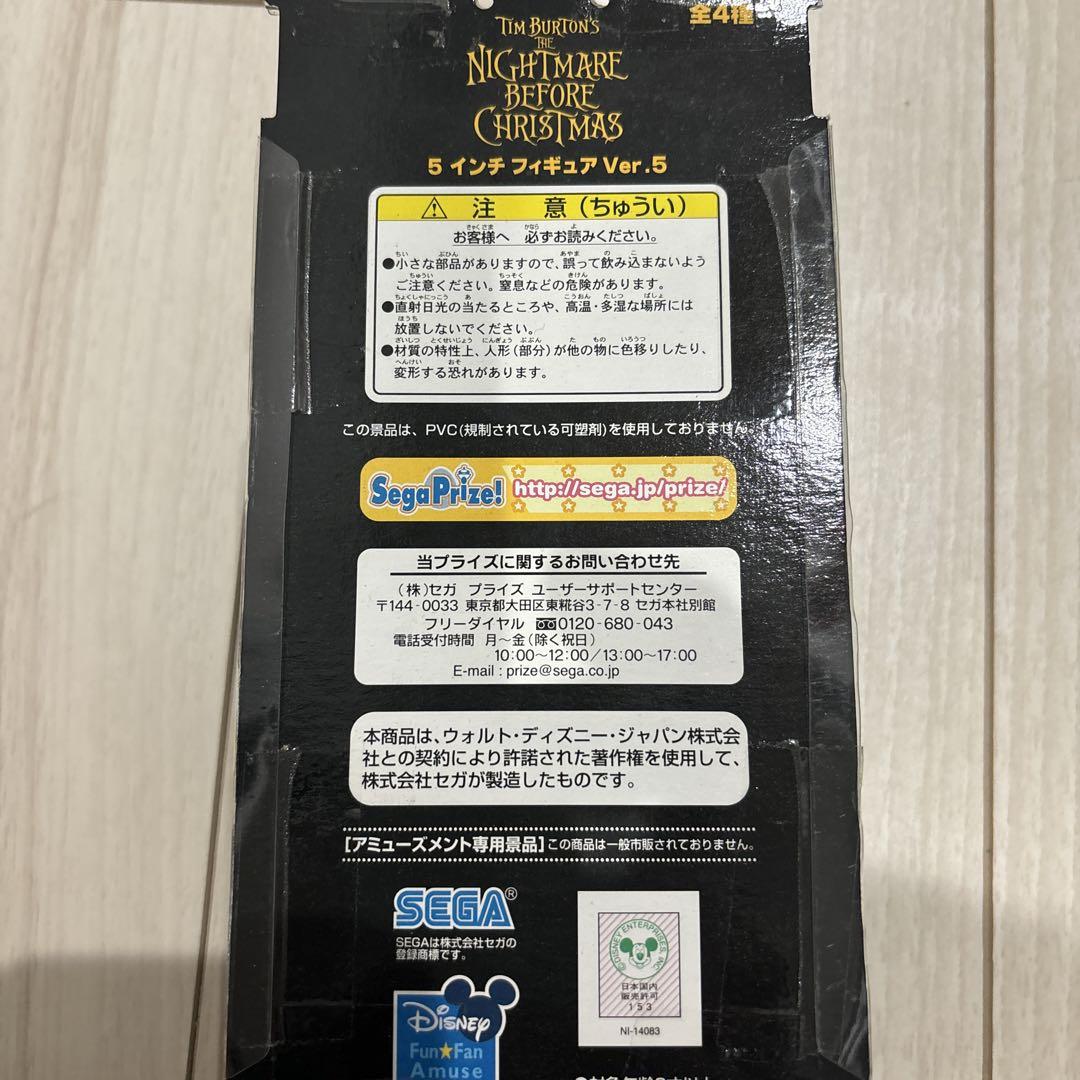 全4種
TIM BURTON'S
THE
NIGHTMARE
BEFORE
CHRISTMAS
5 インチ フィギュア Ver.5
⚠ 注 意(ちゅうい)
お客様へ 必ずお読みください。
●小さな部品がありますので、誤って飲み込まないよう
ご注意ください。窒息などの危険があります。
●直射日光の当たるところや、高温・多湿な場所には
放置しないでください。
●材質の特性上、人形(部分)が他の物に色移りしたり、
変形する恐れがあります。
この景品は、PVC(規制されている可塑剤)を使用しておりません。
SegaPrize! http://sega.jp/prize/
当プライズに関するお問い合わせ先
(株)セガ プライズ ユーザーサポートセンター
〒144-0033 東京都大田区東糀谷3-7-8 セガ本社別館
フリーダイヤル 0120-680-043
電話受付時間 月〜金(除く祝日)
10:00〜12:00/13:00〜17:00
E-mail : prize@sega.co.jp
本商品は、ウォルト・ディズニー・ジャパン株式会
社との契約により許諾された著作権を使用して、
株式会社セガが製造したものです。
[アミューズメント専用景品]この商品は一般市販されておりません。
SEGA®
SEGAは株式会社セガの
登録商標です。
DISNEY
Fun★Fan
Amuse
©DISNEY ENTERPRISES, INC.
日本国内
販売許可
153
NI-14083